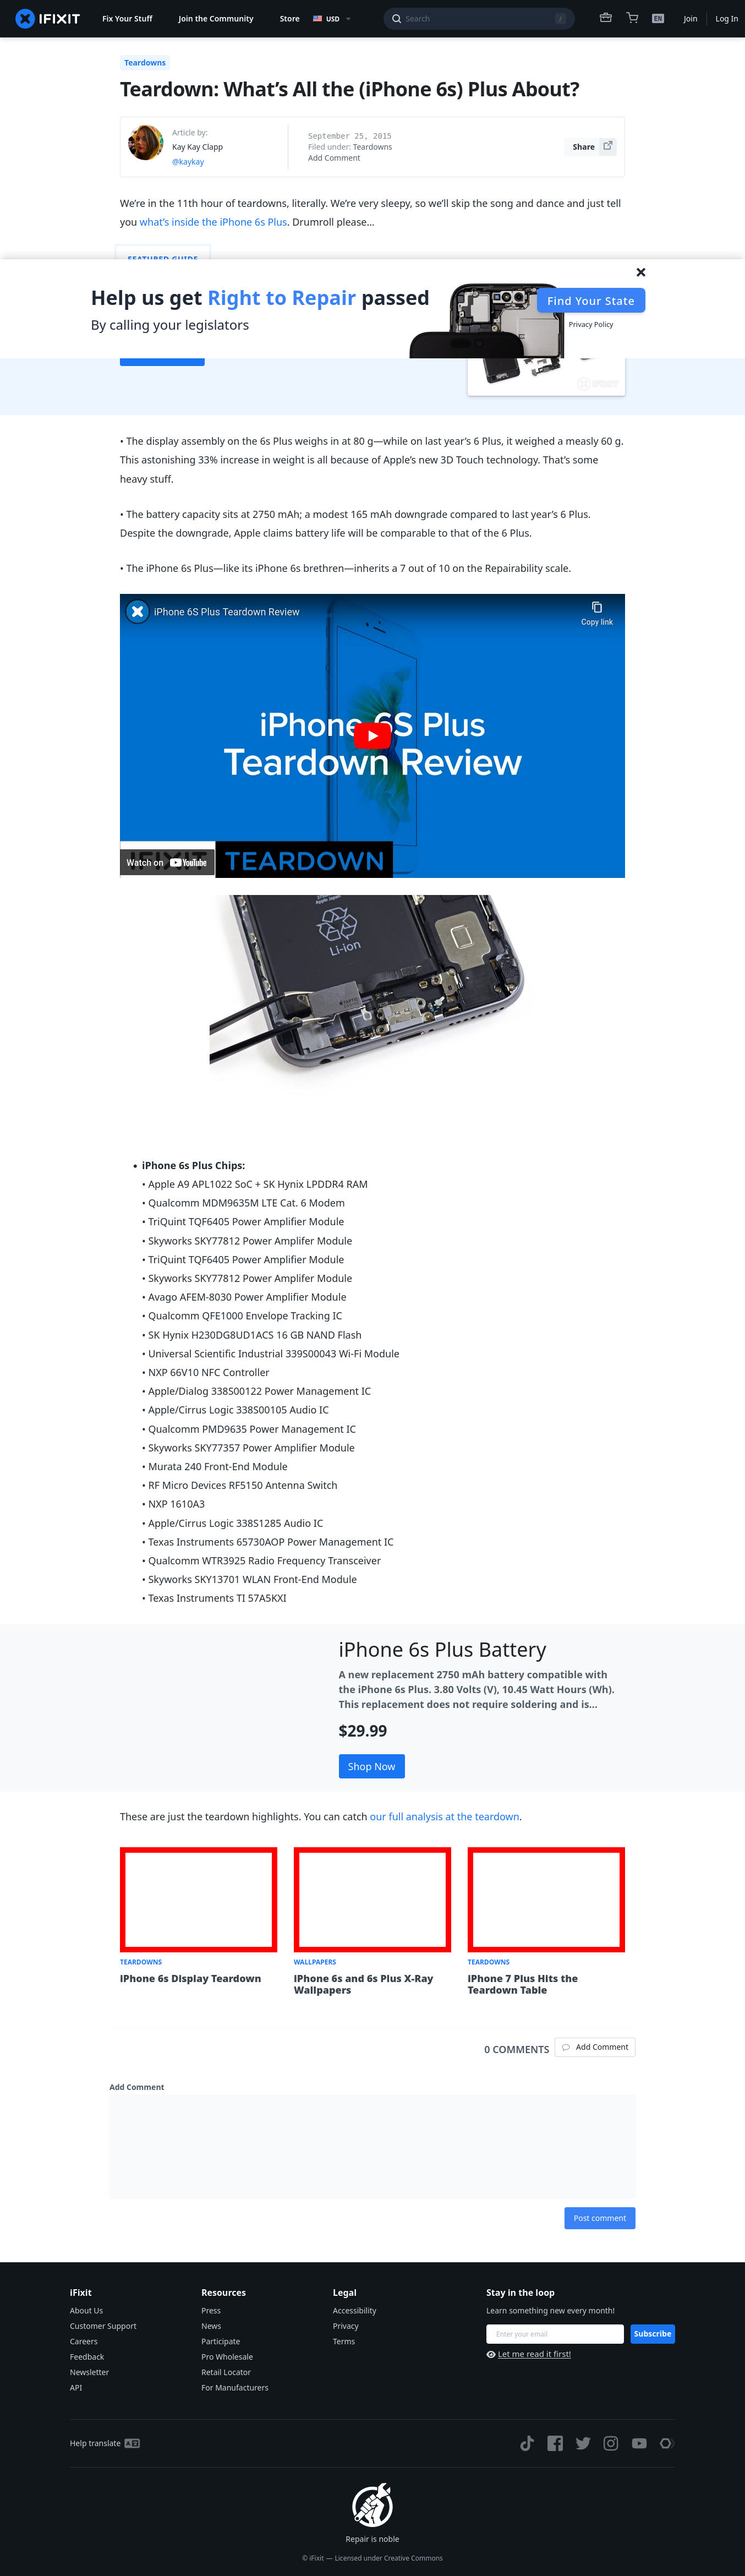 IFIXIT Fix Your Stuff Join the Community Store USD Search / EN Join Log In
Teardowns
Teardown: What’s All the (iPhone 6s) Plus About?
Article by:
Kay Kay Clapp
@kaykay
September 25, 2015
Filed under: Teardowns
Add Comment
Share
We’re in the 11th hour of teardowns, literally. We’re very sleepy, so we’ll skip the song and dance and just tell
you what’s inside the iPhone 6s Plus. Drumroll please…
FEATURED GUIDE
Help us get Right to Repair passed
By calling your legislators
Find Your State
Privacy Policy
IFIXIT
• The display assembly on the 6s Plus weighs in at 80 g—while on last year’s 6 Plus, it weighed a measly 60 g.
This astonishing 33% increase in weight is all because of Apple’s new 3D Touch technology. That’s some
heavy stuff.
• The battery capacity sits at 2750 mAh; a modest 165 mAh downgrade compared to last year’s 6 Plus.
Despite the downgrade, Apple claims battery life will be comparable to that of the 6 Plus.
• The iPhone 6s Plus—like its iPhone 6s brethren—inherits a 7 out of 10 on the Repairability scale.
iPhone 6S Plus Teardown Review
Copy link
iPhone 6S Plus
Teardown Review
IFIXIT TEARDOWN
Watch on YouTube
Li-ion
• iPhone 6s Plus Chips:
• Apple A9 APL1022 SoC + SK Hynix LPDDR4 RAM
• Qualcomm MDM9635M LTE Cat. 6 Modem
• TriQuint TQF6405 Power Amplifier Module
• Skyworks SKY77812 Power Amplifer Module
• TriQuint TQF6405 Power Amplifier Module
• Skyworks SKY77812 Power Amplifer Module
• Avago AFEM-8030 Power Amplifier Module
• Qualcomm QFE1000 Envelope Tracking IC
• SK Hynix H230DG8UD1ACS 16 GB NAND Flash
• Universal Scientific Industrial 339S00043 Wi-Fi Module
• NXP 66V10 NFC Controller
• Apple/Dialog 338S00122 Power Management IC
• Apple/Cirrus Logic 338S00105 Audio IC
• Qualcomm PMD9635 Power Management IC
• Skyworks SKY77357 Power Amplifier Module
• Murata 240 Front-End Module
• RF Micro Devices RF5150 Antenna Switch
• NXP 1610A3
• Apple/Cirrus Logic 338S1285 Audio IC
• Texas Instruments 65730AOP Power Management IC
• Qualcomm WTR3925 Radio Frequency Transceiver
• Skyworks SKY13701 WLAN Front-End Module
• Texas Instruments TI 57A5KXI
iPhone 6s Plus Battery
A new replacement 2750 mAh battery compatible with
the iPhone 6s Plus. 3.80 Volts (V), 10.45 Watt Hours (Wh).
This replacement does not require soldering and is…
$29.99
Shop Now
These are just the teardown highlights. You can catch our full analysis at the teardown.
TEARDOWNS
iPhone 6s Display Teardown
WALLPAPERS
iPhone 6s and 6s Plus X-Ray
Wallpapers
TEARDOWNS
iPhone 7 Plus Hits the
Teardown Table
0 COMMENTS Add Comment
Add Comment
Post comment
iFixit
About Us
Customer Support
Careers
Feedback
Newsletter
API
Resources
Press
News
Participate
Pro Wholesale
Retail Locator
For Manufacturers
Legal
Accessibility
Privacy
Terms
Stay in the loop
Learn something new every month!
Enter your email Subscribe
Let me read it first!
Help translate
Repair is noble
© iFixit — Licensed under Creative Commons